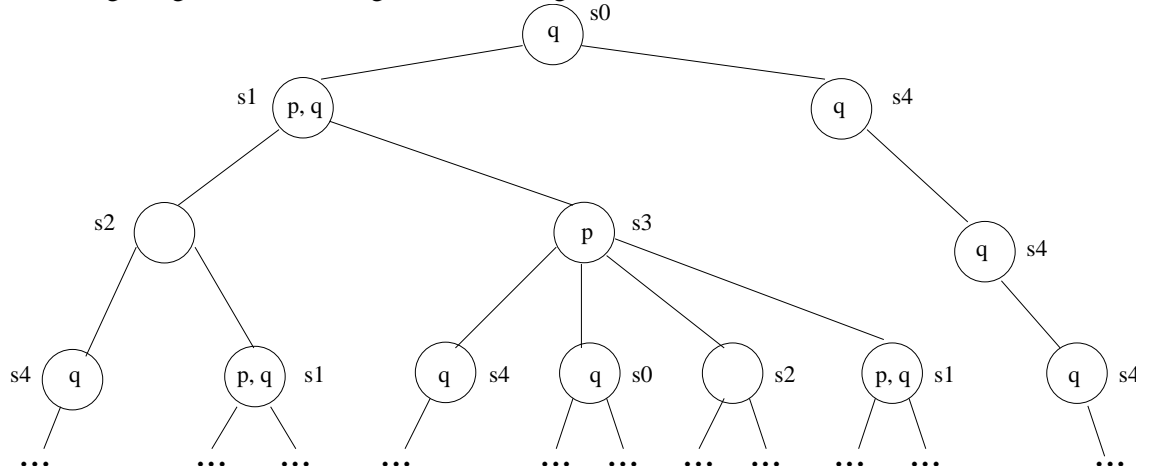 q s0
s1 p, q q s4
s2 p s3 q s4
s4 q p, q s1 q s4 q s0 s2 p, q s1 q s4
... ... ... ... ... ... ... ... ... ... ...